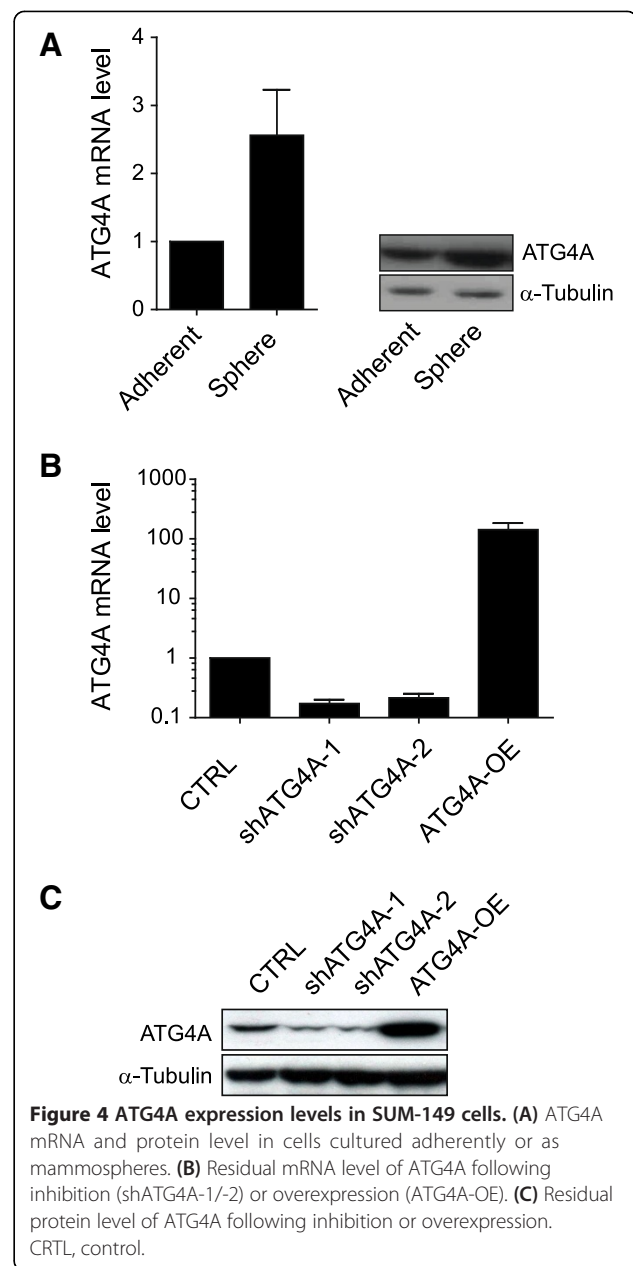 A
ATG4A mRNA level
4
3
2
1
0
Adherent
Sphere
ATG4A
α-Tubulin
Adherent
Sphere
B
ATG4A mRNA level
1000
100
10
1
0.1
CTRL
shATG4A-1
shATG4A-2
ATG4A-OE
C
CTRL
shATG4A-1
shATG4A-2
ATG4A-OE
ATG4A
α-Tubulin
Figure 4 ATG4A expression levels in SUM-149 cells. (A) ATG4A
mRNA and protein level in cells cultured adherently or as
mammospheres. (B) Residual mRNA level of ATG4A following
inhibition (shATG4A-1/-2) or overexpression (ATG4A-OE). (C) Residual
protein level of ATG4A following inhibition or overexpression.
CRTL, control.